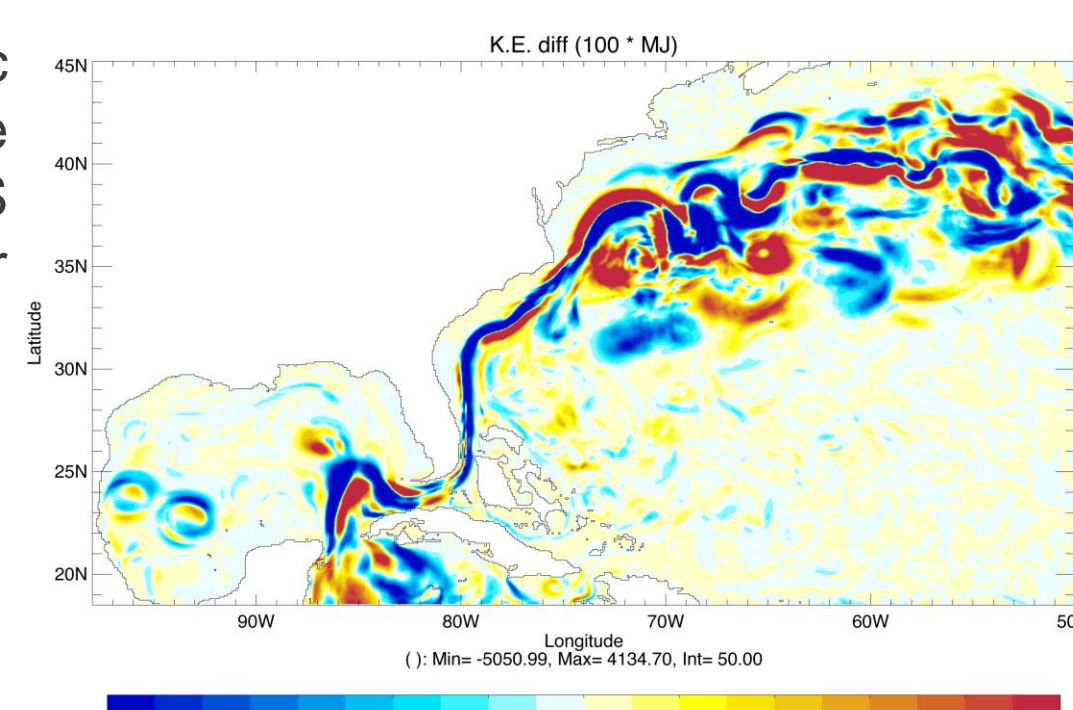 c
e
s
r
K.E. diff (100 * MJ)
45N
40N
35N
30N
25N
20N
Latitude
90W 80W 70W 60W 50
Longitude
( ): Min= -5050.99, Max= 4134.70, Int= 50.00